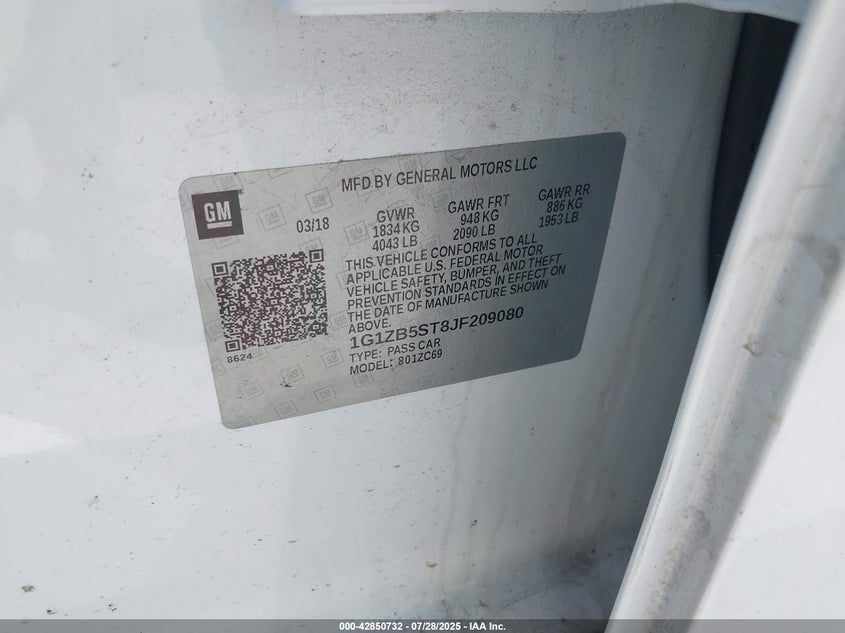 MFD BY GENERAL MOTORS LLC
GM
03/18
GVWR
1834 KG
4043 LB
GAWR FRT
948 KG
2090 LB
GAWR RR
886 KG
1953 LB
THIS VEHICLE CONFORMS TO ALL
APPLICABLE U.S. FEDERAL MOTOR
VEHICLE SAFETY, BUMPER, AND THEFT
PREVENTION STANDARDS IN EFFECT ON
THE DATE OF MANUFACTURE SHOWN
ABOVE.
8624
1G1ZB5ST8JF209080
TYPE: PASS CAR
MODEL: 801ZC69
000-42850732 - 07/28/2025 - IAA Inc.